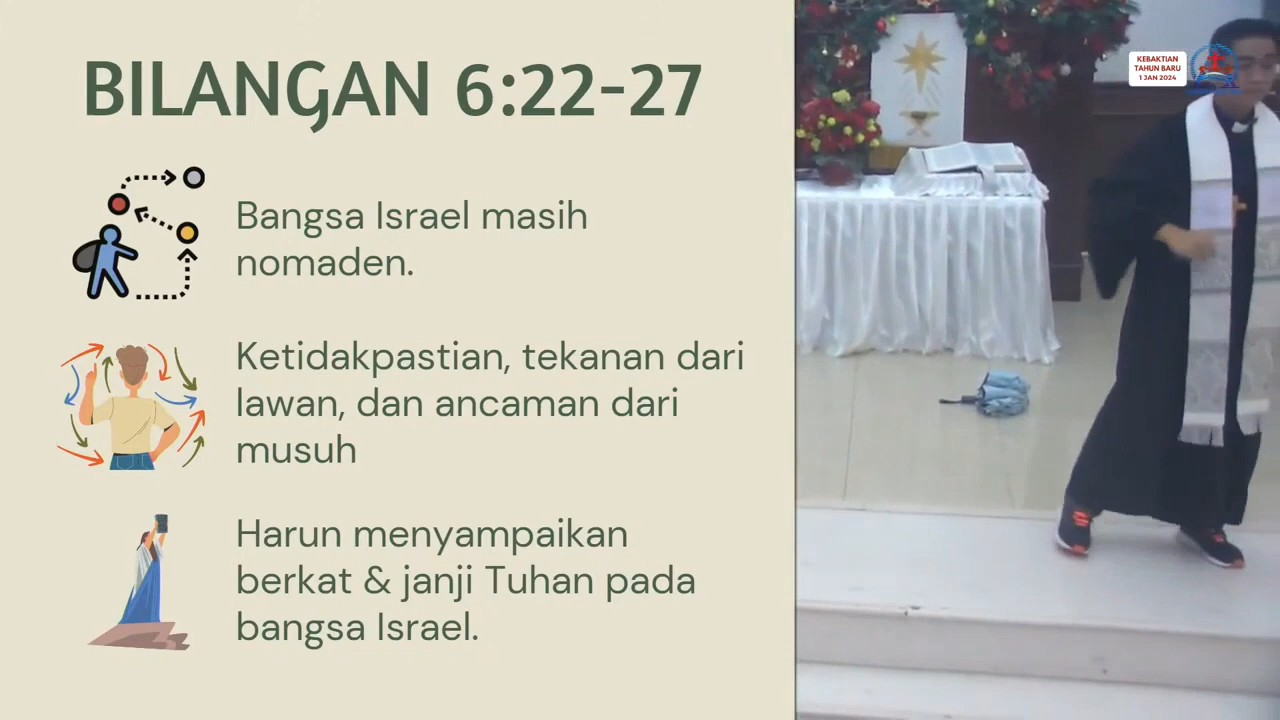 BILANGAN 6:22-27
Bangsa Israel masih
nomaden.
Ketidakpastian, tekanan dari
lawan, dan ancaman dari
musuh
Harun menyampaikan
berkat & janji Tuhan pada
bangsa Israel.
KEBAKTIAN
TAHUN BARU
1 JAN 2024